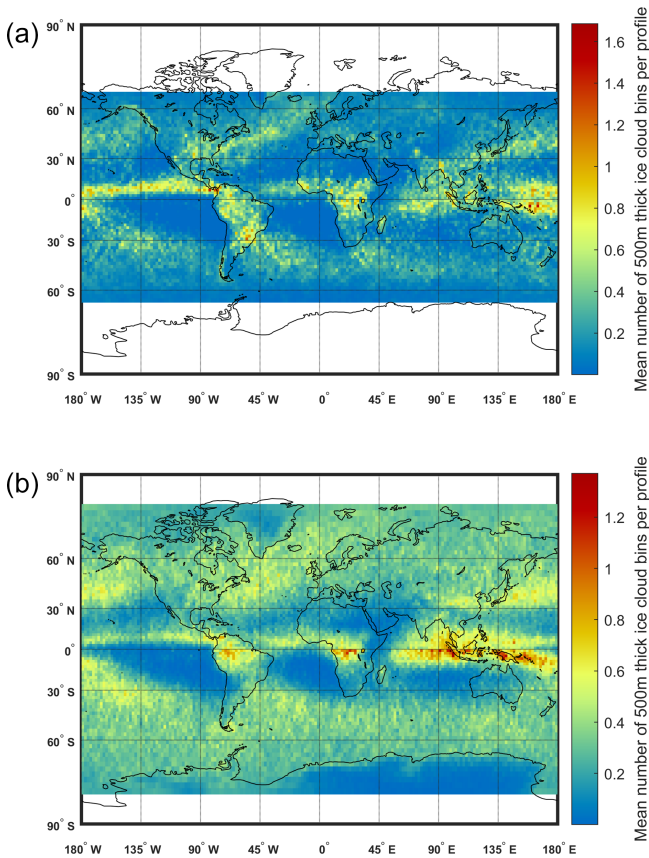 (a)
90° N
60° N
30° N
0°
30° S
60° S
90° S
180° W 135° W 90° W 45° W 0° 45° E 90° E 135° E 180° E
1.6
1.4
1.2
1
0.8
0.6
0.4
0.2
Mean number of 500m thick ice cloud bins per profile
(b)
90° N
60° N
30° N
0°
30° S
60° S
90° S
180° W 135° W 90° W 45° W 0° 45° E 90° E 135° E 180° E
1.2
1
0.8
0.6
0.4
0.2
Mean number of 500m thick ice cloud bins per profile